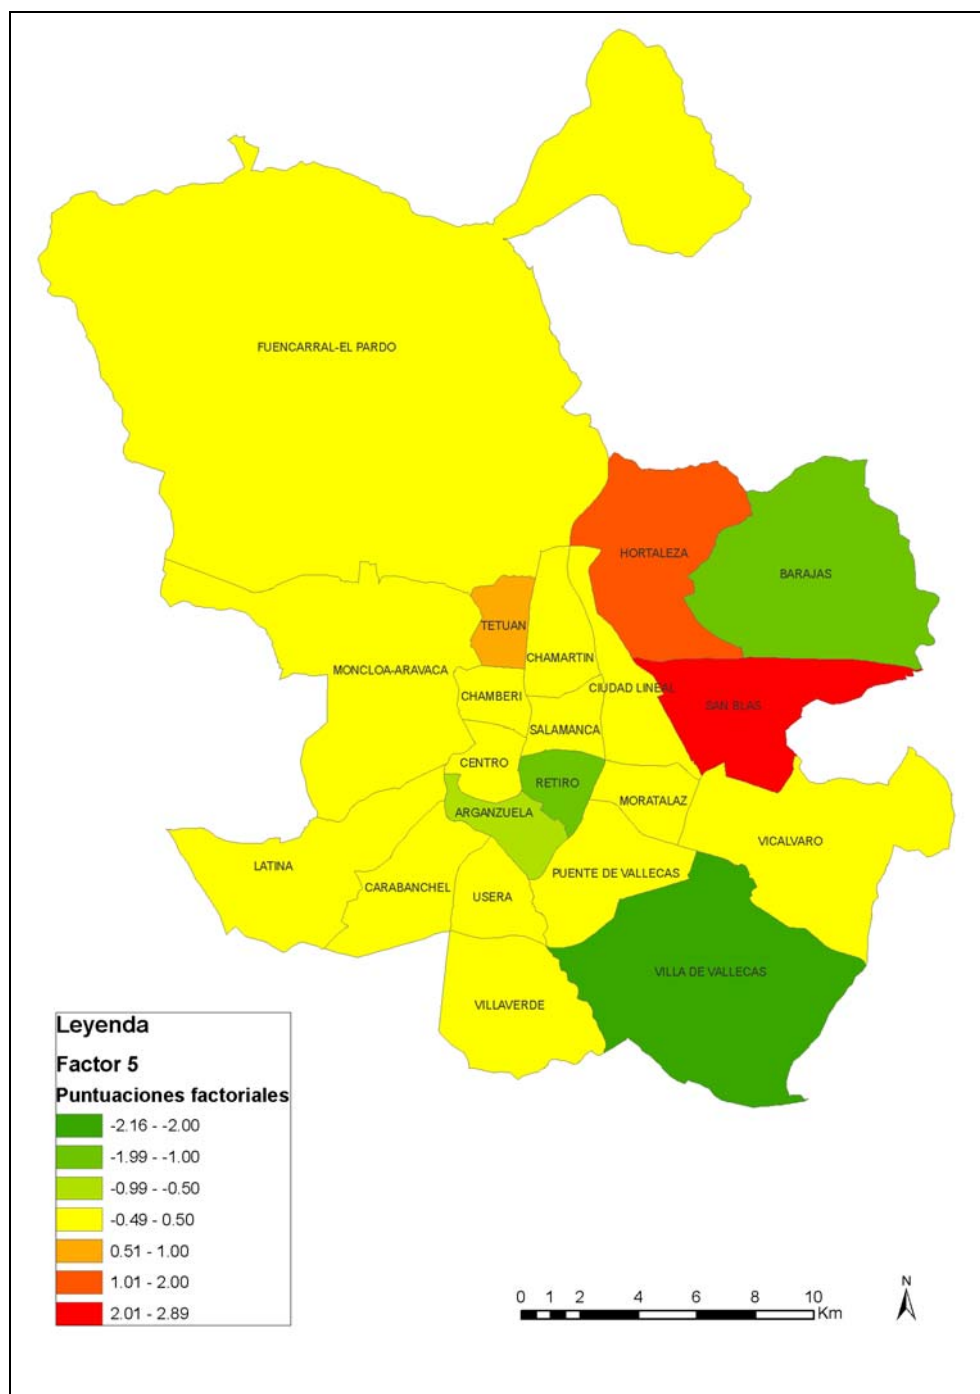 FUENCARRAL-EL PARDO
HORTALEZA
BARAJAS
TETUAN
CHAMARTIN
MONCLOA-ARAVACA
CIUDAD LINEAL
CHAMBERI
SAN BLAS
SALAMANCA
CENTRO
RETIRO
MORATALAZ
ARGANZUELA
VICALVARO
LATINA
PUENTE DE VALLECAS
CARABANCHEL
USERA
VILLA DE VALLECAS
VILLAVERDE
Leyenda
Factor 5
Puntuaciones factoriales
-2.16 - -2.00
-1.99 - -1.00
-0.99 - -0.50
-0.49 - 0.50
0.51 - 1.00
1.01 - 2.00
2.01 - 2.89
0 1 2 4 6 8 10
Km
N